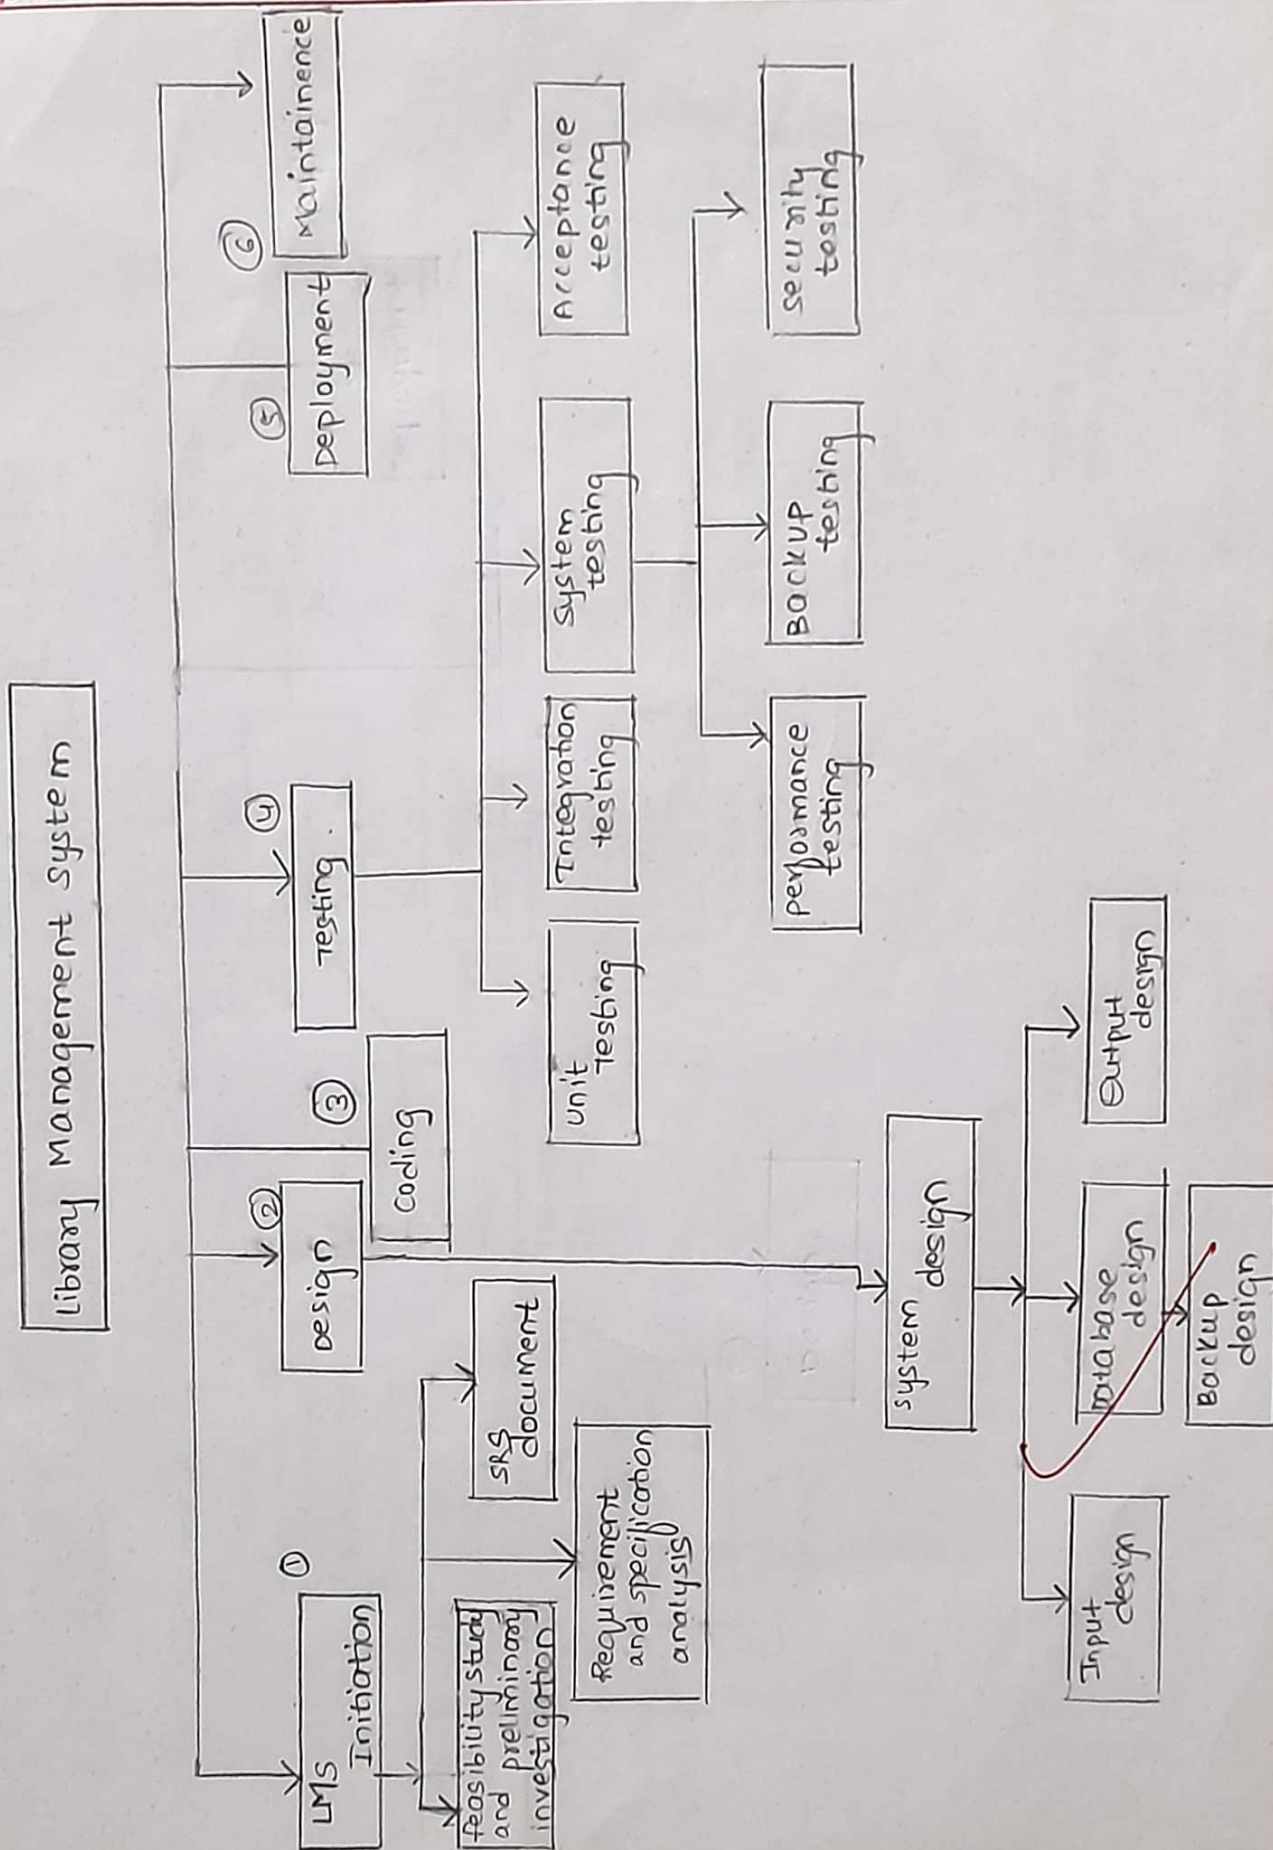 Library Management System
①
LMS
Initiation
②
Design
③
Coding
④
Testing
⑤
Deployment
⑥
Maintainence
feasibility study
and preliminary
investigation
Requirement
and specification
analysis
SRS
document
Unit
Testing
Integration
testing
System
testing
Acceptance
testing
performance
testing
Backup
testing
security
testing
System
design
Input
design
Database
design
Output
design
Backup
design